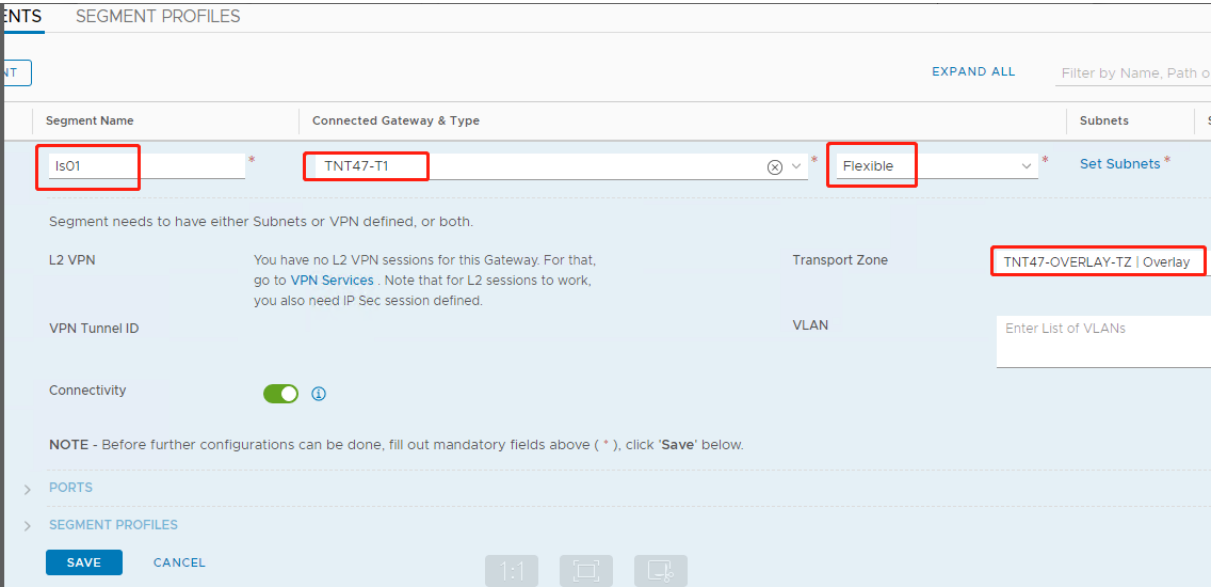 ENTS SEGMENT PROFILES
NT EXPAND ALL Filter by Name, Path o
Segment Name Connected Gateway & Type Subnets S
ls01 * TNT47-T1 * Flexible * Set Subnets *
Segment needs to have either Subnets or VPN defined, or both.
L2 VPN You have no L2 VPN sessions for this Gateway. For that, Transport Zone TNT47-OVERLAY-TZ | Overlay
go to VPN Services . Note that for L2 sessions to work,
you also need IP Sec session defined.
VPN Tunnel ID VLAN Enter List of VLANs
Connectivity
NOTE - Before further configurations can be done, fill out mandatory fields above ( * ), click 'Save' below.
PORTS
SEGMENT PROFILES
SAVE CANCEL
1:1